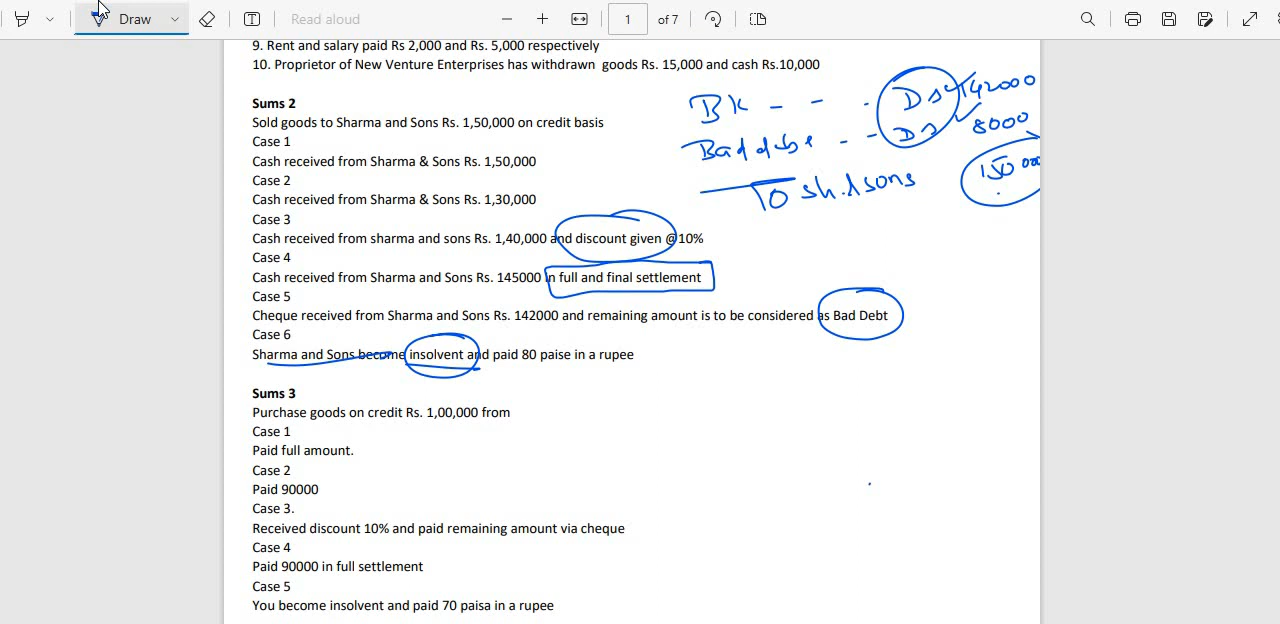 Draw
Read aloud
1 of 7
9. Rent and salary paid Rs 2,000 and Rs. 5,000 respectively
10. Proprietor of New Venture Enterprises has withdrawn goods Rs. 15,000 and cash Rs.10,000
Sums 2
Sold goods to Sharma and Sons Rs. 1,50,000 on credit basis
Case 1
Cash received from Sharma & Sons Rs. 1,50,000
Case 2
Cash received from Sharma & Sons Rs. 1,30,000
Case 3
Cash received from sharma and sons Rs. 1,40,000 and discount given @10%
Case 4
Cash received from Sharma and Sons Rs. 145000 in full and final settlement
Case 5
Cheque received from Sharma and Sons Rs. 142000 and remaining amount is to be considered as Bad Debt
Case 6
Sharma and Sons become insolvent and paid 80 paise in a rupee
BK - - - Dr 142000
Bad debt - - Dr 8000
To sh.& sons 150 000
Sums 3
Purchase goods on credit Rs. 1,00,000 from
Case 1
Paid full amount.
Case 2
Paid 90000
Case 3.
Received discount 10% and paid remaining amount via cheque
Case 4
Paid 90000 in full settlement
Case 5
You become insolvent and paid 70 paisa in a rupee